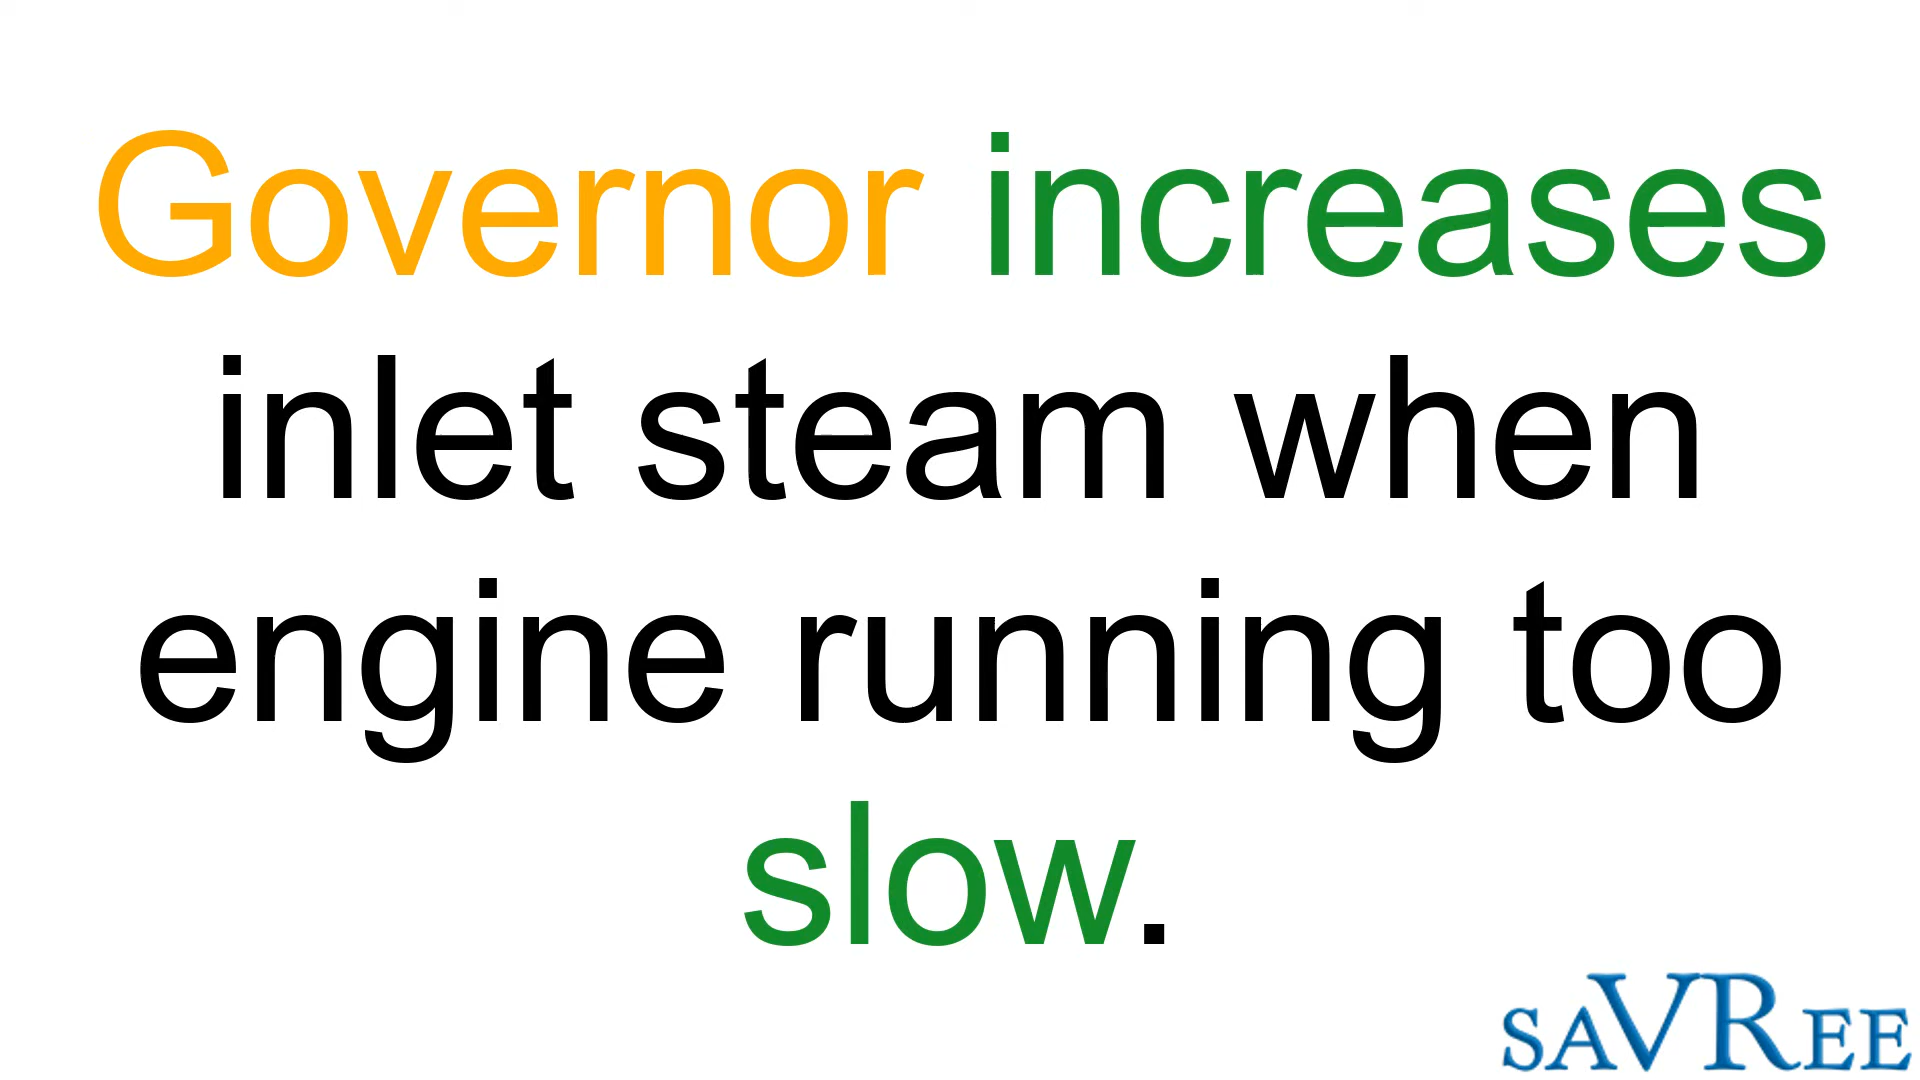 Governor increases
inlet steam when
engine running too
slow.
saVRee